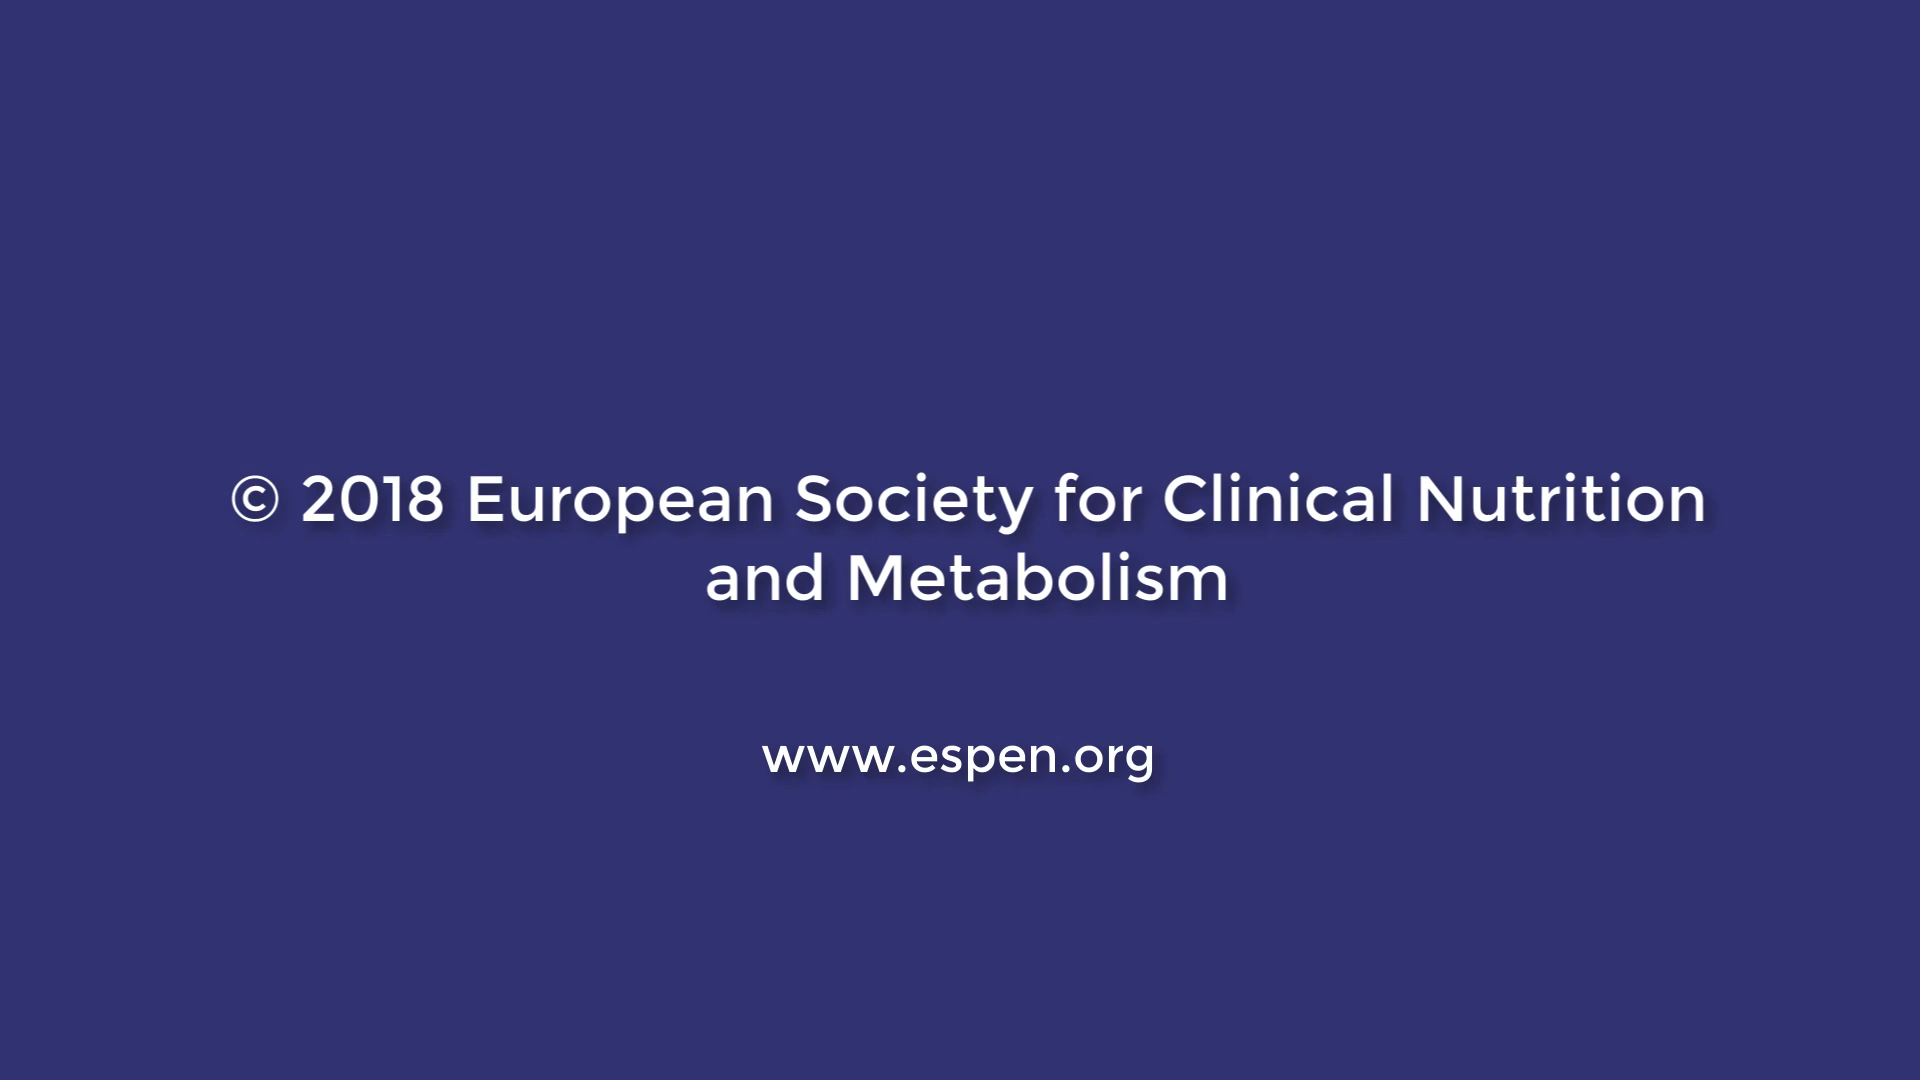 © 2018 European Society for Clinical Nutrition
and Metabolism
www.espen.org